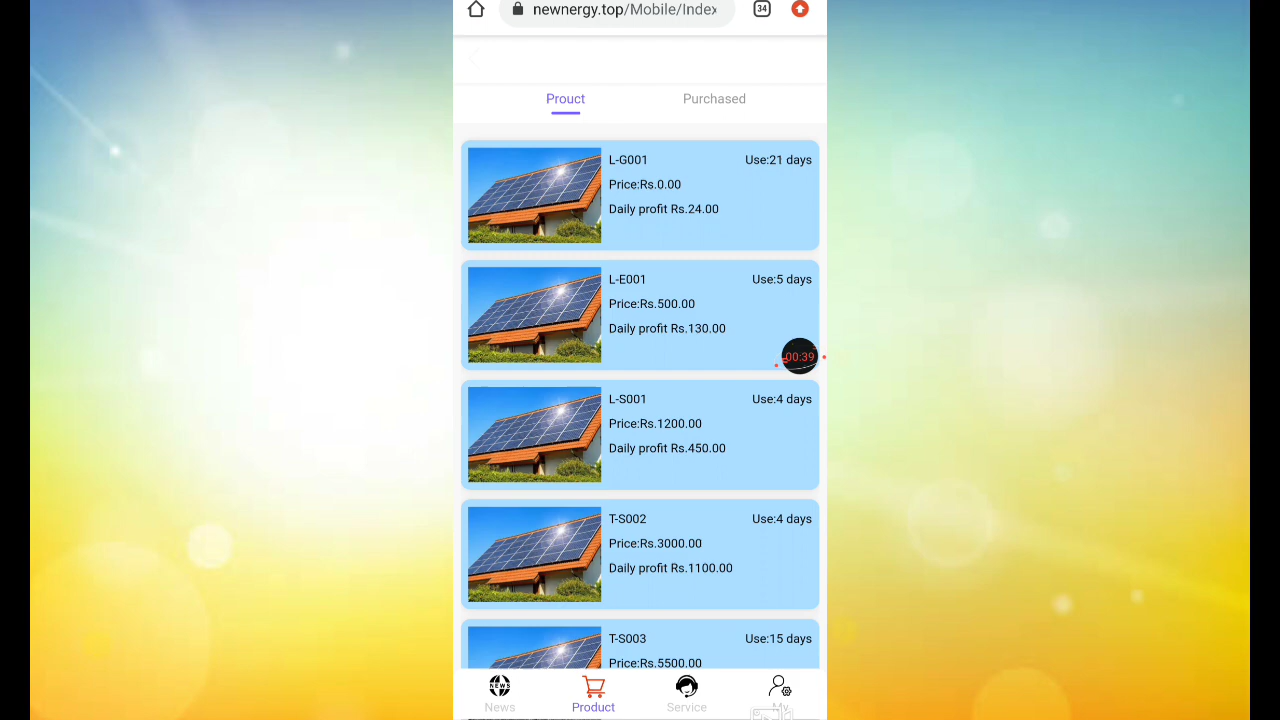 newnergy.top/Mobile/Index
34
Prouct
Purchased
L-G001
Use:21 days
Price:Rs.0.00
Daily profit Rs.24.00
L-E001
Use:5 days
Price:Rs.500.00
Daily profit Rs.130.00
00:39
L-S001
Use:4 days
Price:Rs.1200.00
Daily profit Rs.450.00
T-S002
Use:4 days
Price:Rs.3000.00
Daily profit Rs.1100.00
T-S003
Use:15 days
Price:Rs.5500.00
NEWS
News
Product
Service
My